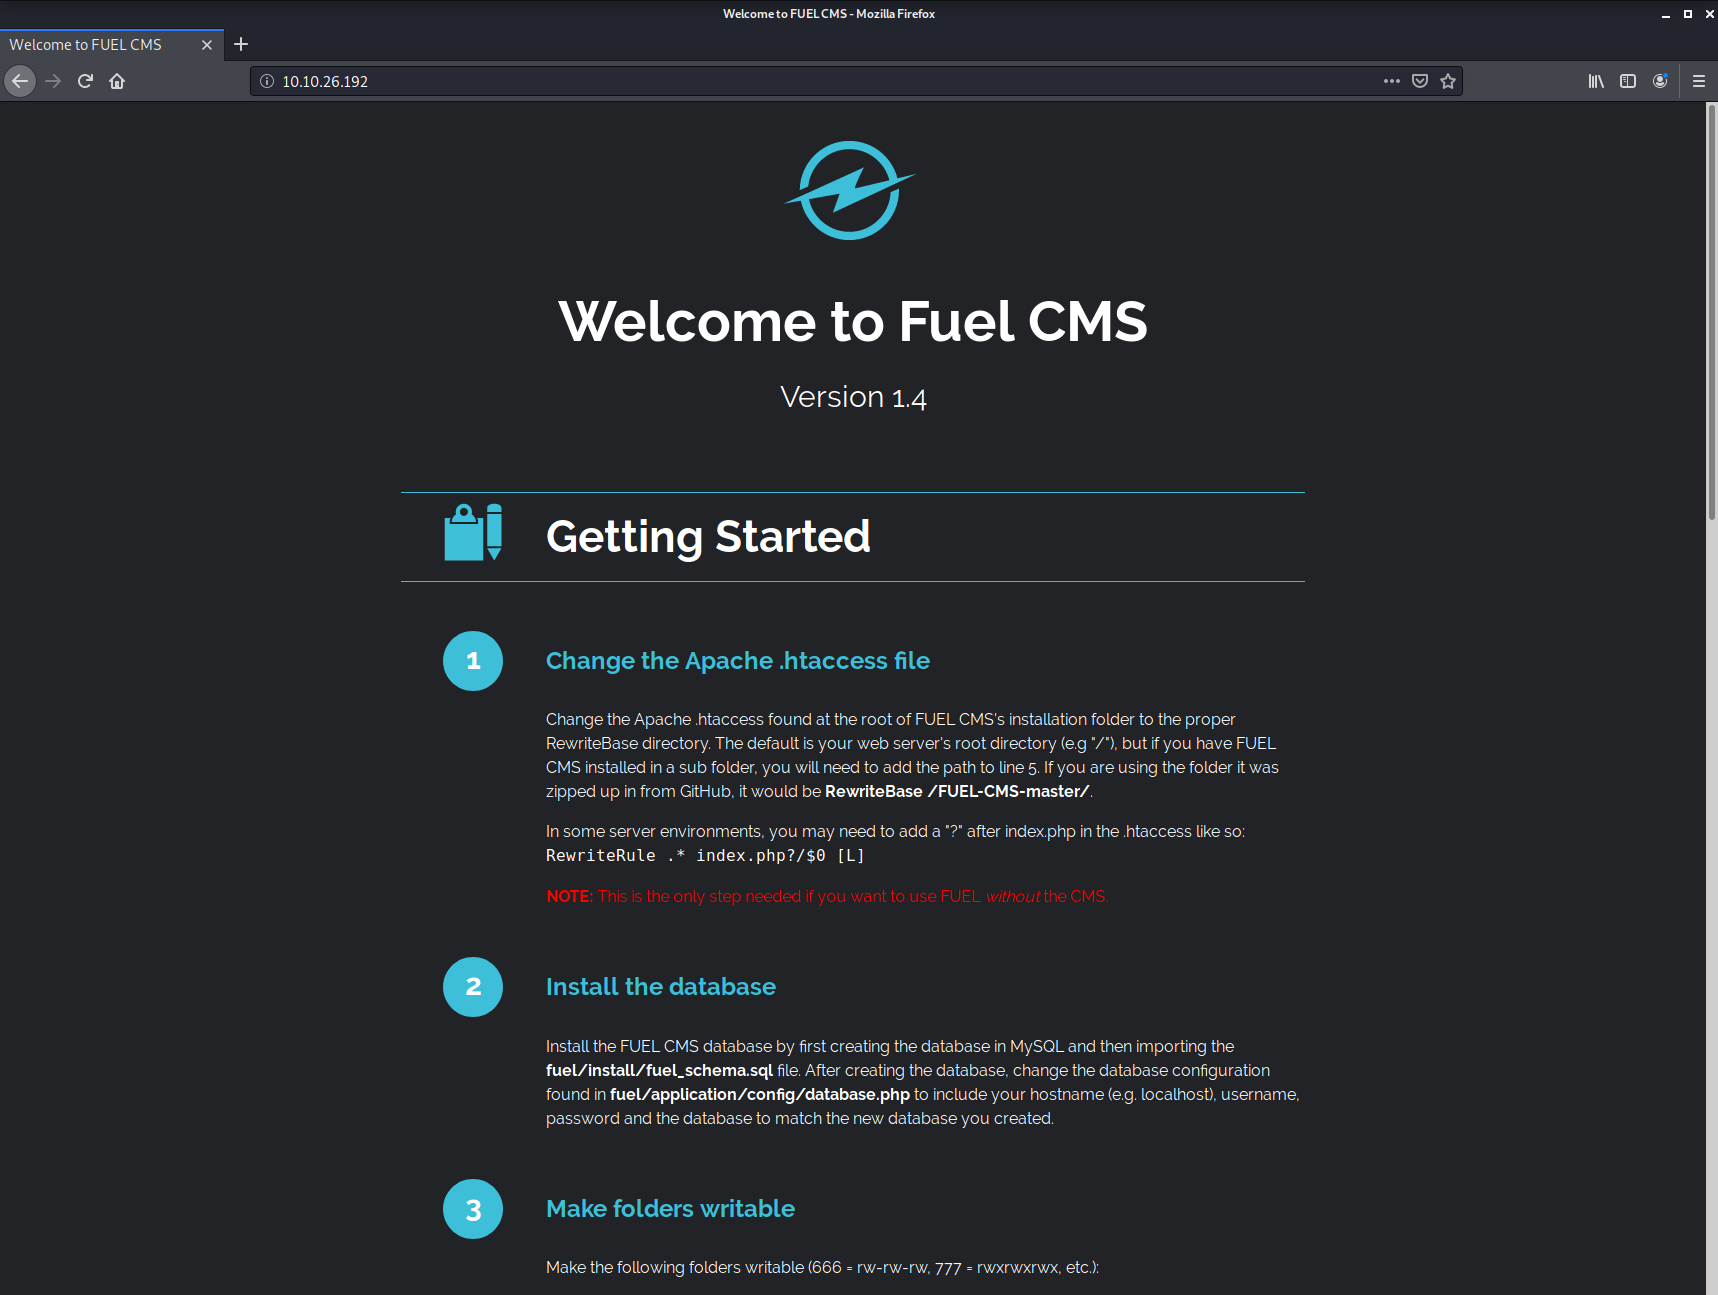 Welcome to FUEL CMS - Mozilla Firefox
Welcome to FUEL CMS
10.10.26.192
Welcome to Fuel CMS
Version 1.4
Getting Started
1
Change the Apache .htaccess file
Change the Apache .htaccess found at the root of FUEL CMS's installation folder to the proper
RewriteBase directory. The default is your web server's root directory (e.g "/"), but if you have FUEL
CMS installed in a sub folder, you will need to add the path to line 5. If you are using the folder it was
zipped up in from GitHub, it would be RewriteBase /FUEL-CMS-master/.
In some server environments, you may need to add a "?" after index.php in the .htaccess like so:
RewriteRule .* index.php?/$0 [L]
NOTE: This is the only step needed if you want to use FUEL without the CMS.
2
Install the database
Install the FUEL CMS database by first creating the database in MySQL and then importing the
fuel/install/fuel_schema.sql file. After creating the database, change the database configuration
found in fuel/application/config/database.php to include your hostname (e.g. localhost), username,
password and the database to match the new database you created.
3
Make folders writable
Make the following folders writable (666 = rw-rw-rw, 777 = rwxrwxrwx, etc.):